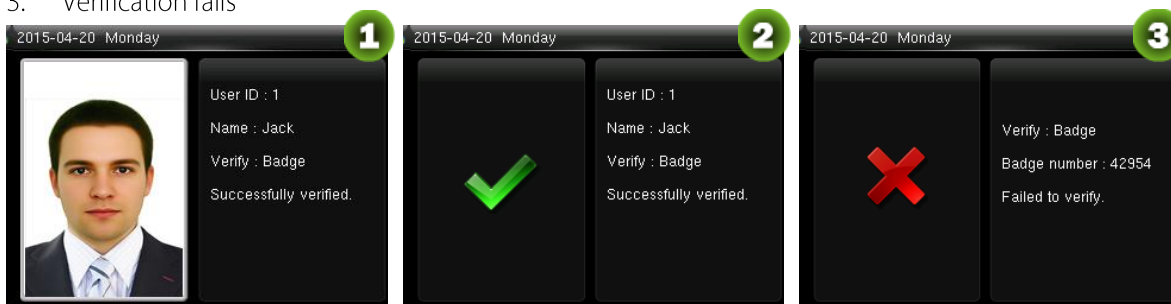 3. Verification fails
2015-04-20 Monday
1
User ID : 1
Name : Jack
Verify : Badge
Successfully verified.
2015-04-20 Monday
2
User ID : 1
Name : Jack
Verify : Badge
Successfully verified.
2015-04-20 Monday
3
Verify : Badge
Badge number : 42954
Failed to verify.